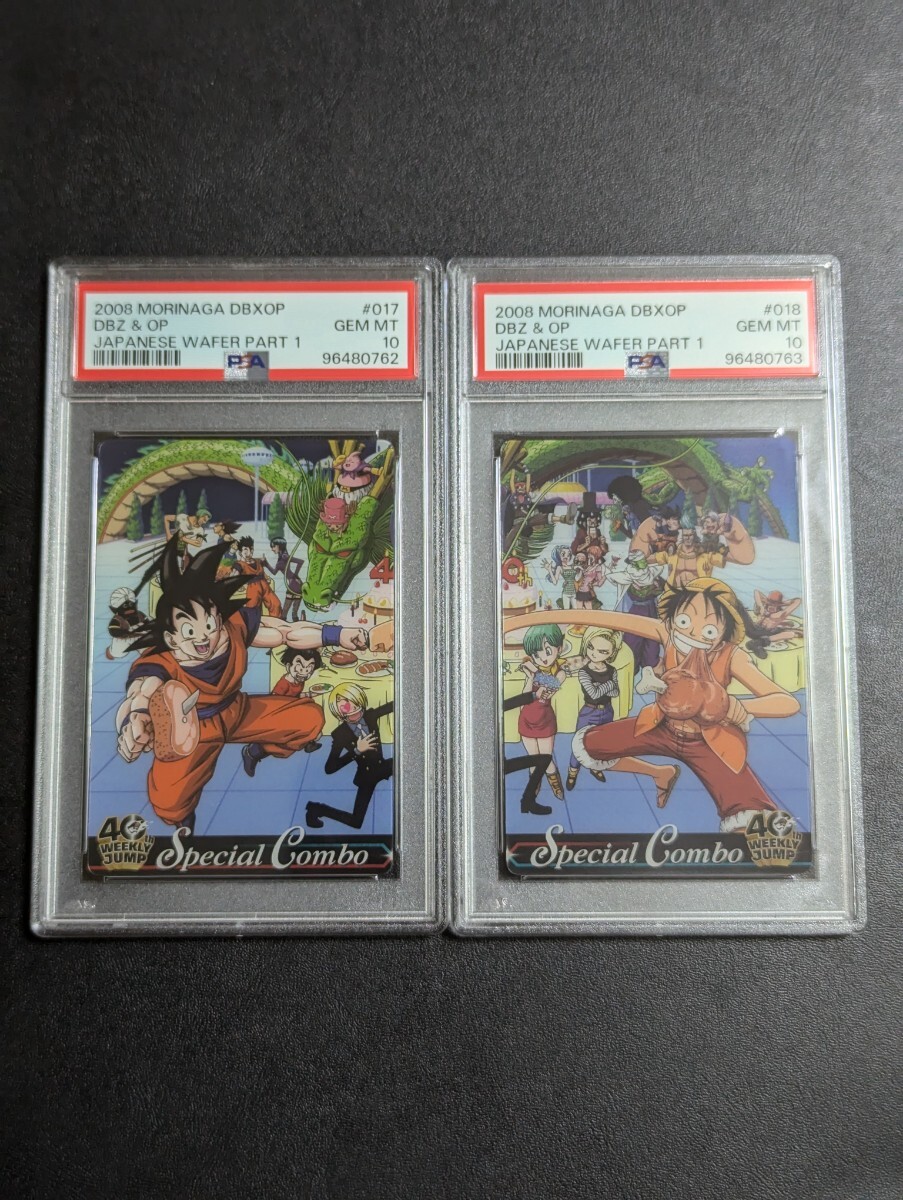 2008 MORINAGA DBXOP #017
DBZ & OP GEM MT
JAPANESE WAFER PART 1 10
PSA 96480762
40th
WEEKLY
JUMP
Special Combo
2008 MORINAGA DBXOP #018
DBZ & OP GEM MT
JAPANESE WAFER PART 1 10
PSA 96480763
Special Combo
40th
WEEKLY
JUMP